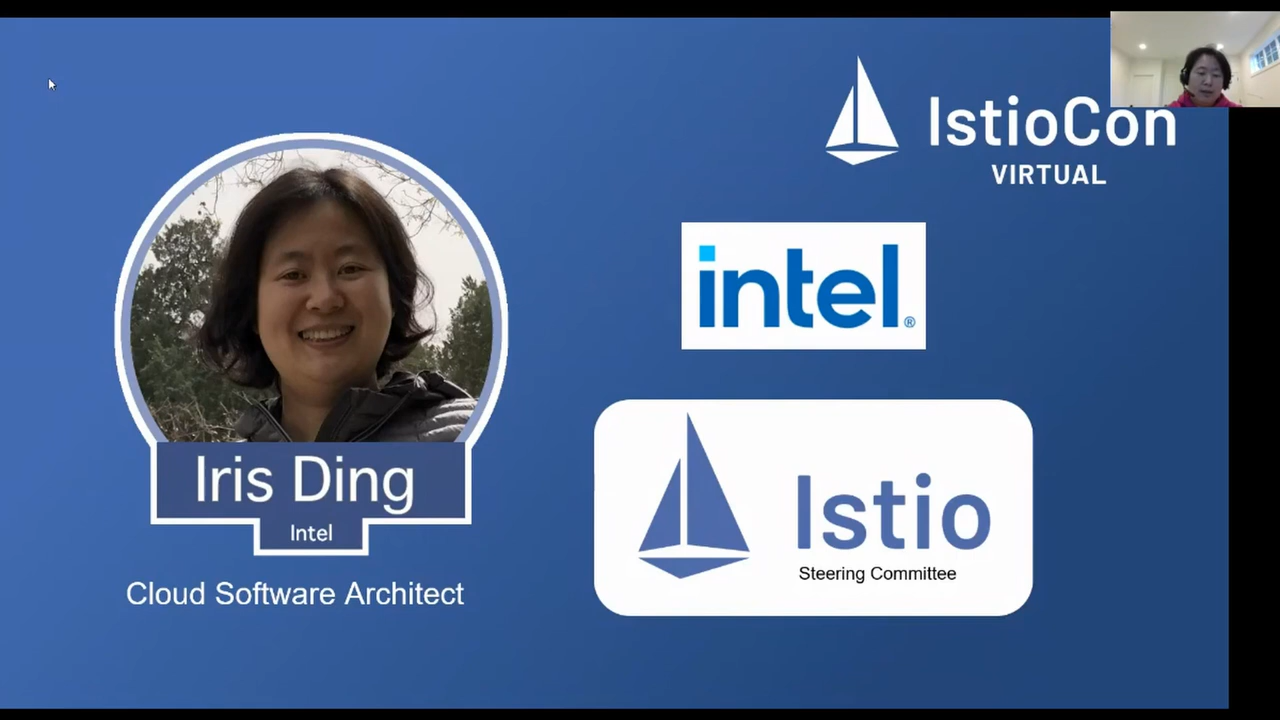 IstioCon
VIRTUAL
intel®
Iris Ding
Intel
Cloud Software Architect
Istio
Steering Committee